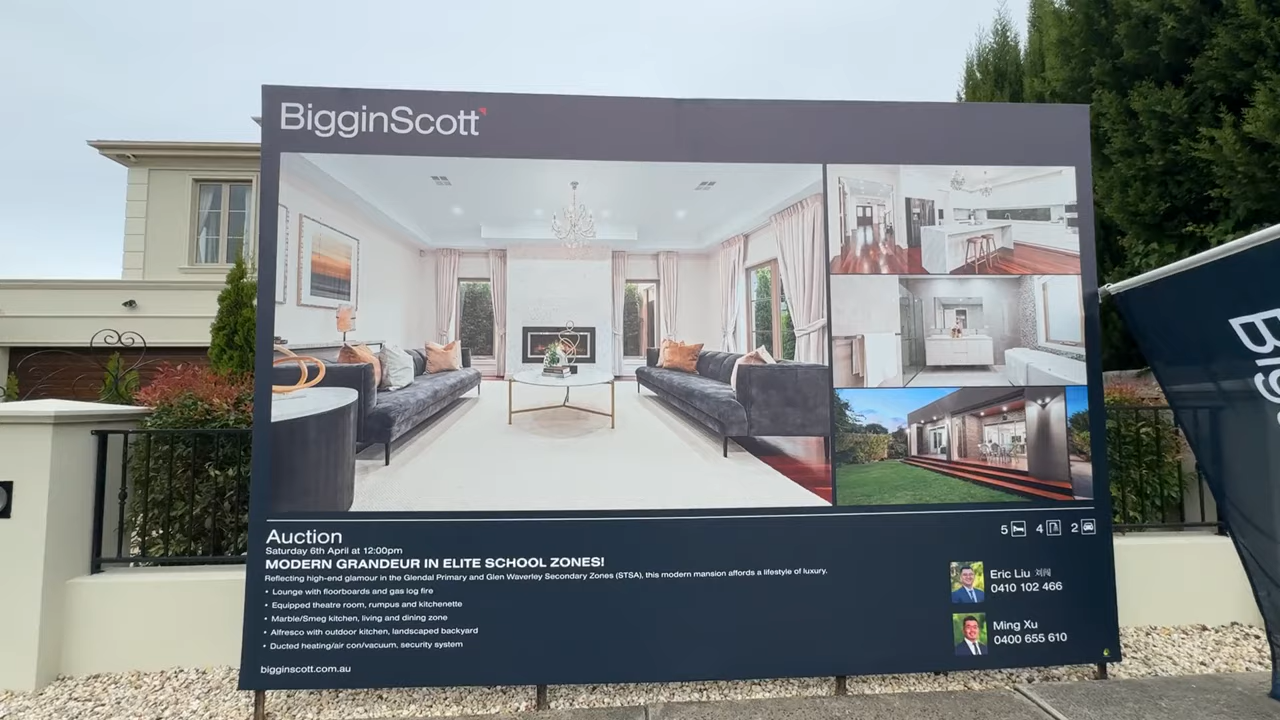 BigginScott
Auction
Saturday 6th April at 12:00pm
MODERN GRANDEUR IN ELITE SCHOOL ZONES!
Reflecting high-end glamour in the Glendal Primary and Glen Waverley Secondary Zones (STSA), this modern mansion affords a lifestyle of luxury.
• Lounge with floorboards and gas log fire
• Equipped theatre room, rumpus and kitchenette
• Marble/Smeg kitchen, living and dining zone
• Alfresco with outdoor kitchen, landscaped backyard
• Ducted heating/air con/vacuum, security system
bigginscott.com.au
5 4 2
Eric Liu
0410 102 466
Ming Xu
0400 655 610
Big